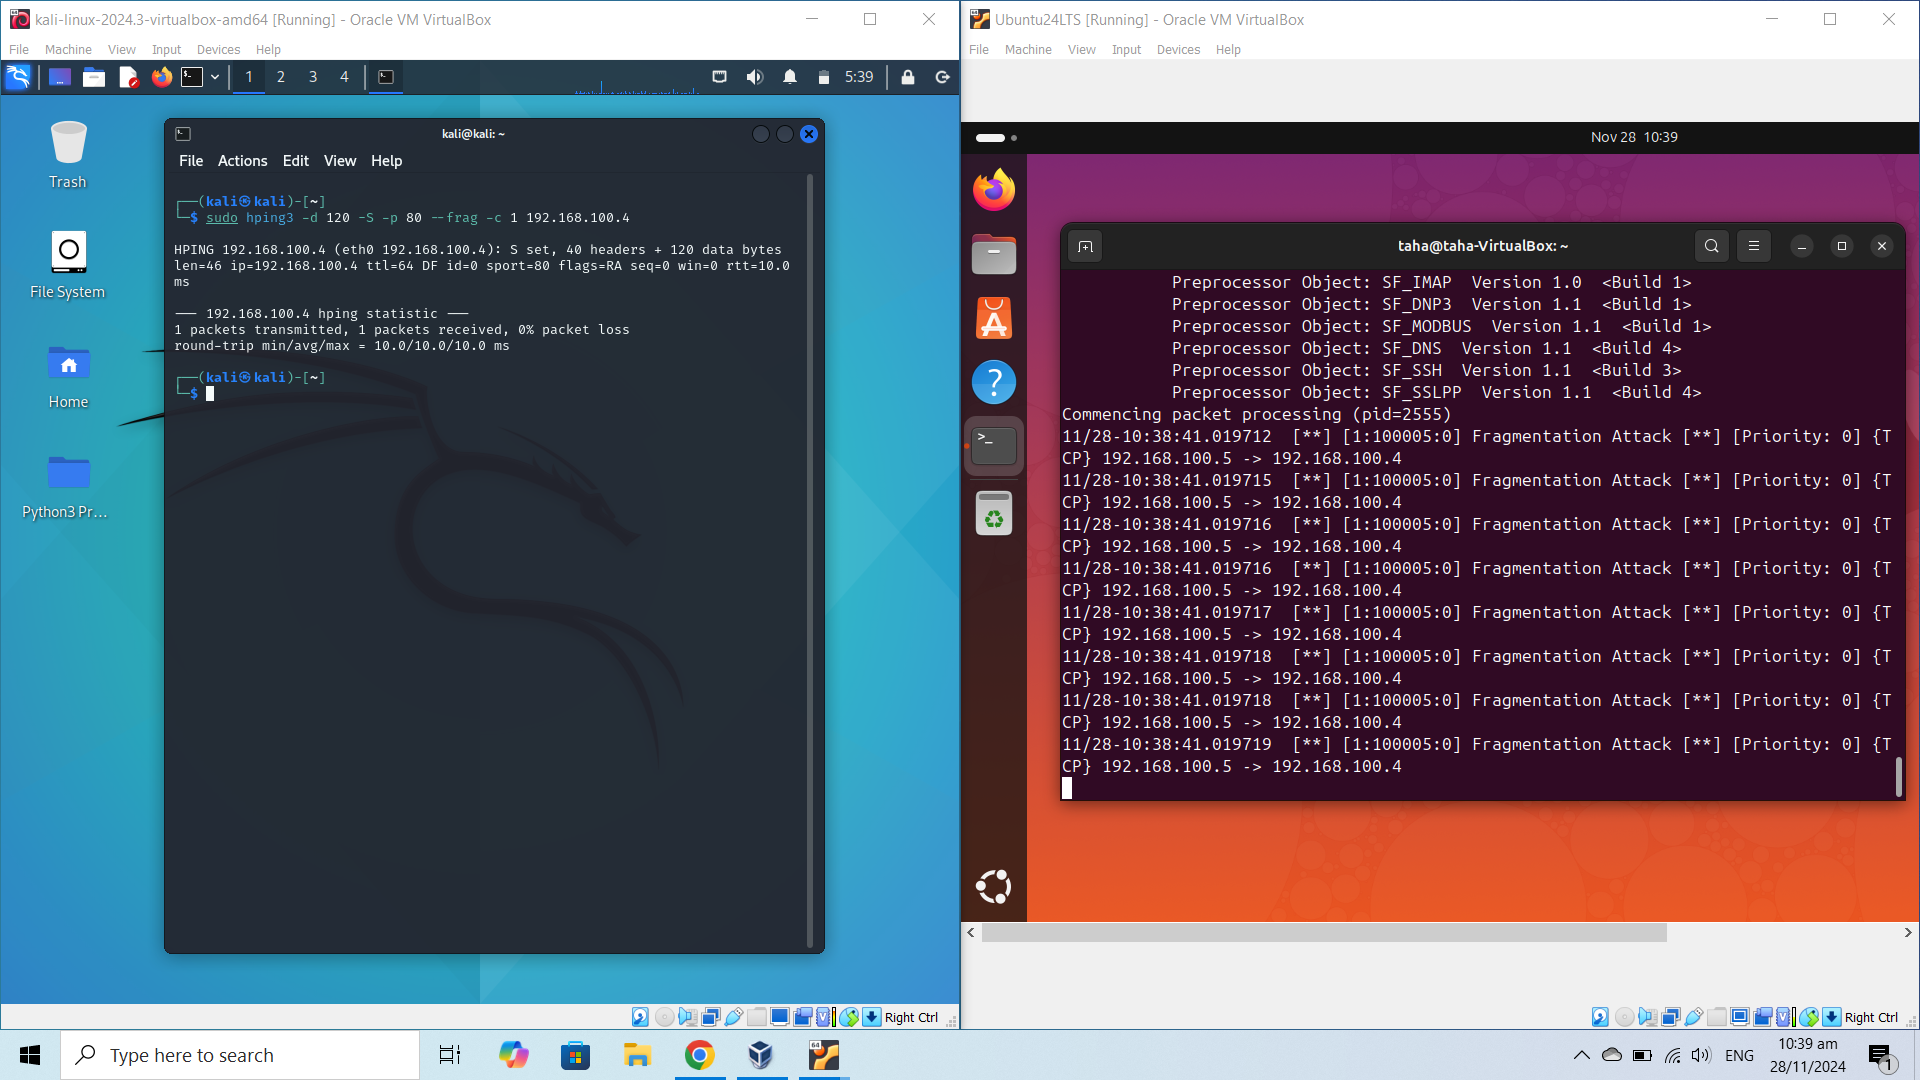 kali-linux-2024.3-virtualbox-amd64 [Running] - Oracle VM VirtualBox
File Machine View Input Devices Help
1 2 3 4
5:39
Trash
File System
Home
Python3 Pr...
kali@kali: ~
File Actions Edit View Help
┌──(kali㉿kali)-[~]
└─$ sudo hping3 -d 120 -S -p 80 --frag -c 1 192.168.100.4
HPING 192.168.100.4 (eth0 192.168.100.4): S set, 40 headers + 120 data bytes
len=46 ip=192.168.100.4 ttl=64 DF id=0 sport=80 flags=RA seq=0 win=0 rtt=10.0
ms
--- 192.168.100.4 hping statistic ---
1 packets transmitted, 1 packets received, 0% packet loss
round-trip min/avg/max = 10.0/10.0/10.0 ms
┌──(kali㉿kali)-[~]
└─$
Right Ctrl
Ubuntu24LTS [Running] - Oracle VM VirtualBox
File Machine View Input Devices Help
Nov 28 10:39
taha@taha-VirtualBox: ~
Preprocessor Object: SF_IMAP Version 1.0 <Build 1>
Preprocessor Object: SF_DNP3 Version 1.1 <Build 1>
Preprocessor Object: SF_MODBUS Version 1.1 <Build 1>
Preprocessor Object: SF_DNS Version 1.1 <Build 4>
Preprocessor Object: SF_SSH Version 1.1 <Build 3>
Preprocessor Object: SF_SSLPP Version 1.1 <Build 4>
Commencing packet processing (pid=2555)
11/28-10:38:41.019712 [**] [1:100005:0] Fragmentation Attack [**] [Priority: 0] {T
CP} 192.168.100.5 -> 192.168.100.4
11/28-10:38:41.019715 [**] [1:100005:0] Fragmentation Attack [**] [Priority: 0] {T
CP} 192.168.100.5 -> 192.168.100.4
11/28-10:38:41.019716 [**] [1:100005:0] Fragmentation Attack [**] [Priority: 0] {T
CP} 192.168.100.5 -> 192.168.100.4
11/28-10:38:41.019716 [**] [1:100005:0] Fragmentation Attack [**] [Priority: 0] {T
CP} 192.168.100.5 -> 192.168.100.4
11/28-10:38:41.019717 [**] [1:100005:0] Fragmentation Attack [**] [Priority: 0] {T
CP} 192.168.100.5 -> 192.168.100.4
11/28-10:38:41.019718 [**] [1:100005:0] Fragmentation Attack [**] [Priority: 0] {T
CP} 192.168.100.5 -> 192.168.100.4
11/28-10:38:41.019718 [**] [1:100005:0] Fragmentation Attack [**] [Priority: 0] {T
CP} 192.168.100.5 -> 192.168.100.4
11/28-10:38:41.019719 [**] [1:100005:0] Fragmentation Attack [**] [Priority: 0] {T
CP} 192.168.100.5 -> 192.168.100.4
Right Ctrl
Type here to search
ENG
10:39 am
28/11/2024
1